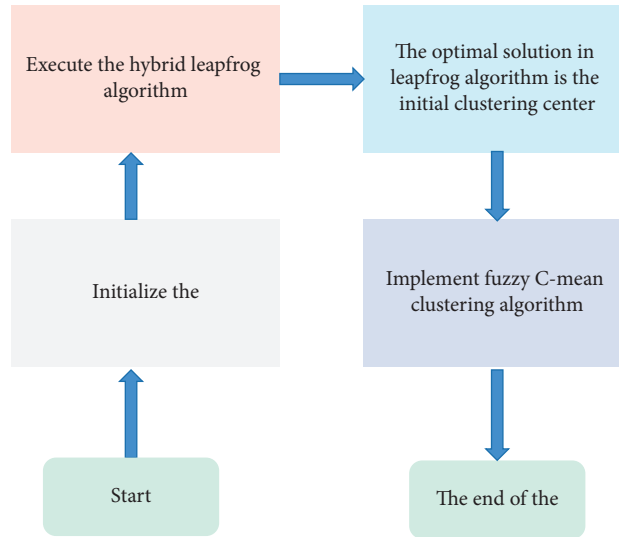 Execute the hybrid leapfrog
algorithm
The optimal solution in
leapfrog algorithm is the
initial clustering center
Initialize the
Implement fuzzy C-mean
clustering algorithm
Start
The end of the